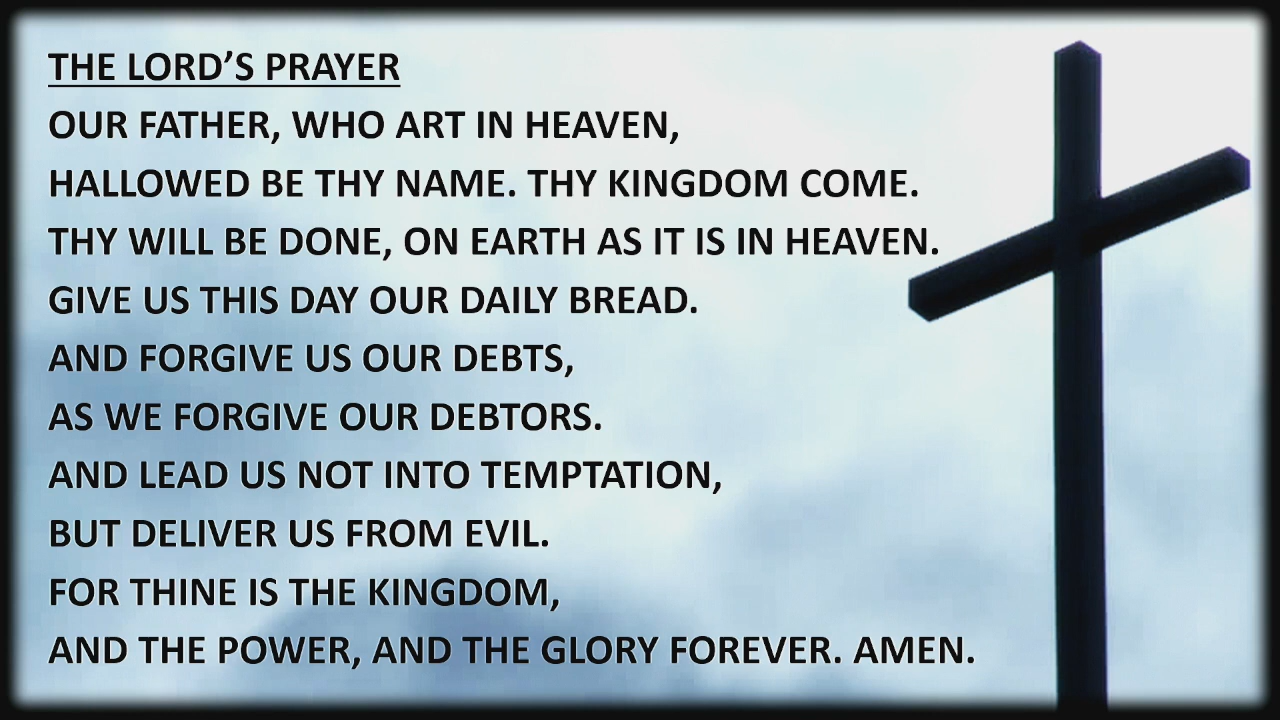 THE LORD’S PRAYER
OUR FATHER, WHO ART IN HEAVEN,
HALLOWED BE THY NAME. THY KINGDOM COME.
THY WILL BE DONE, ON EARTH AS IT IS IN HEAVEN.
GIVE US THIS DAY OUR DAILY BREAD.
AND FORGIVE US OUR DEBTS,
AS WE FORGIVE OUR DEBTORS.
AND LEAD US NOT INTO TEMPTATION,
BUT DELIVER US FROM EVIL.
FOR THINE IS THE KINGDOM,
AND THE POWER, AND THE GLORY FOREVER. AMEN.